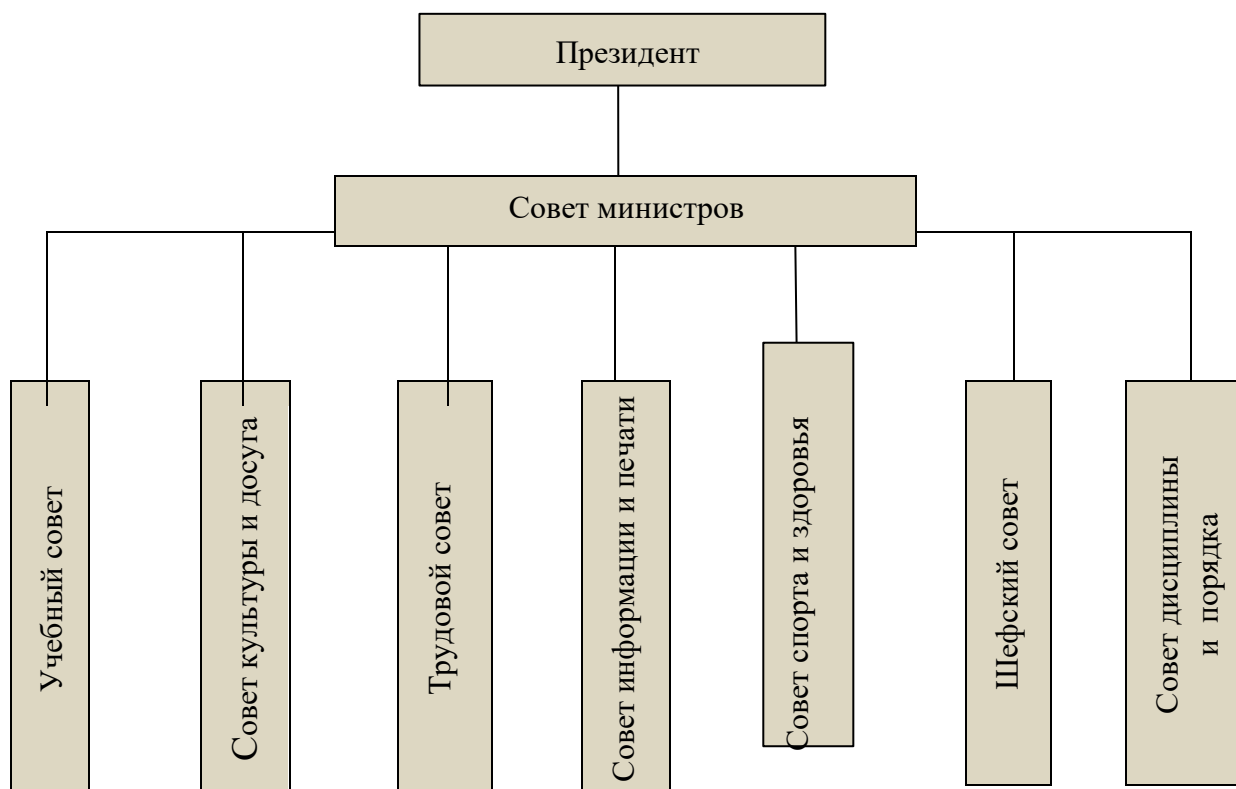 Президент
Совет министров
Учебный совет
Совет культуры и досуга
Трудовой совет
Совет информации и печати
Совет спорта и здоровья
Шефский совет
Совет дисциплины
и порядка